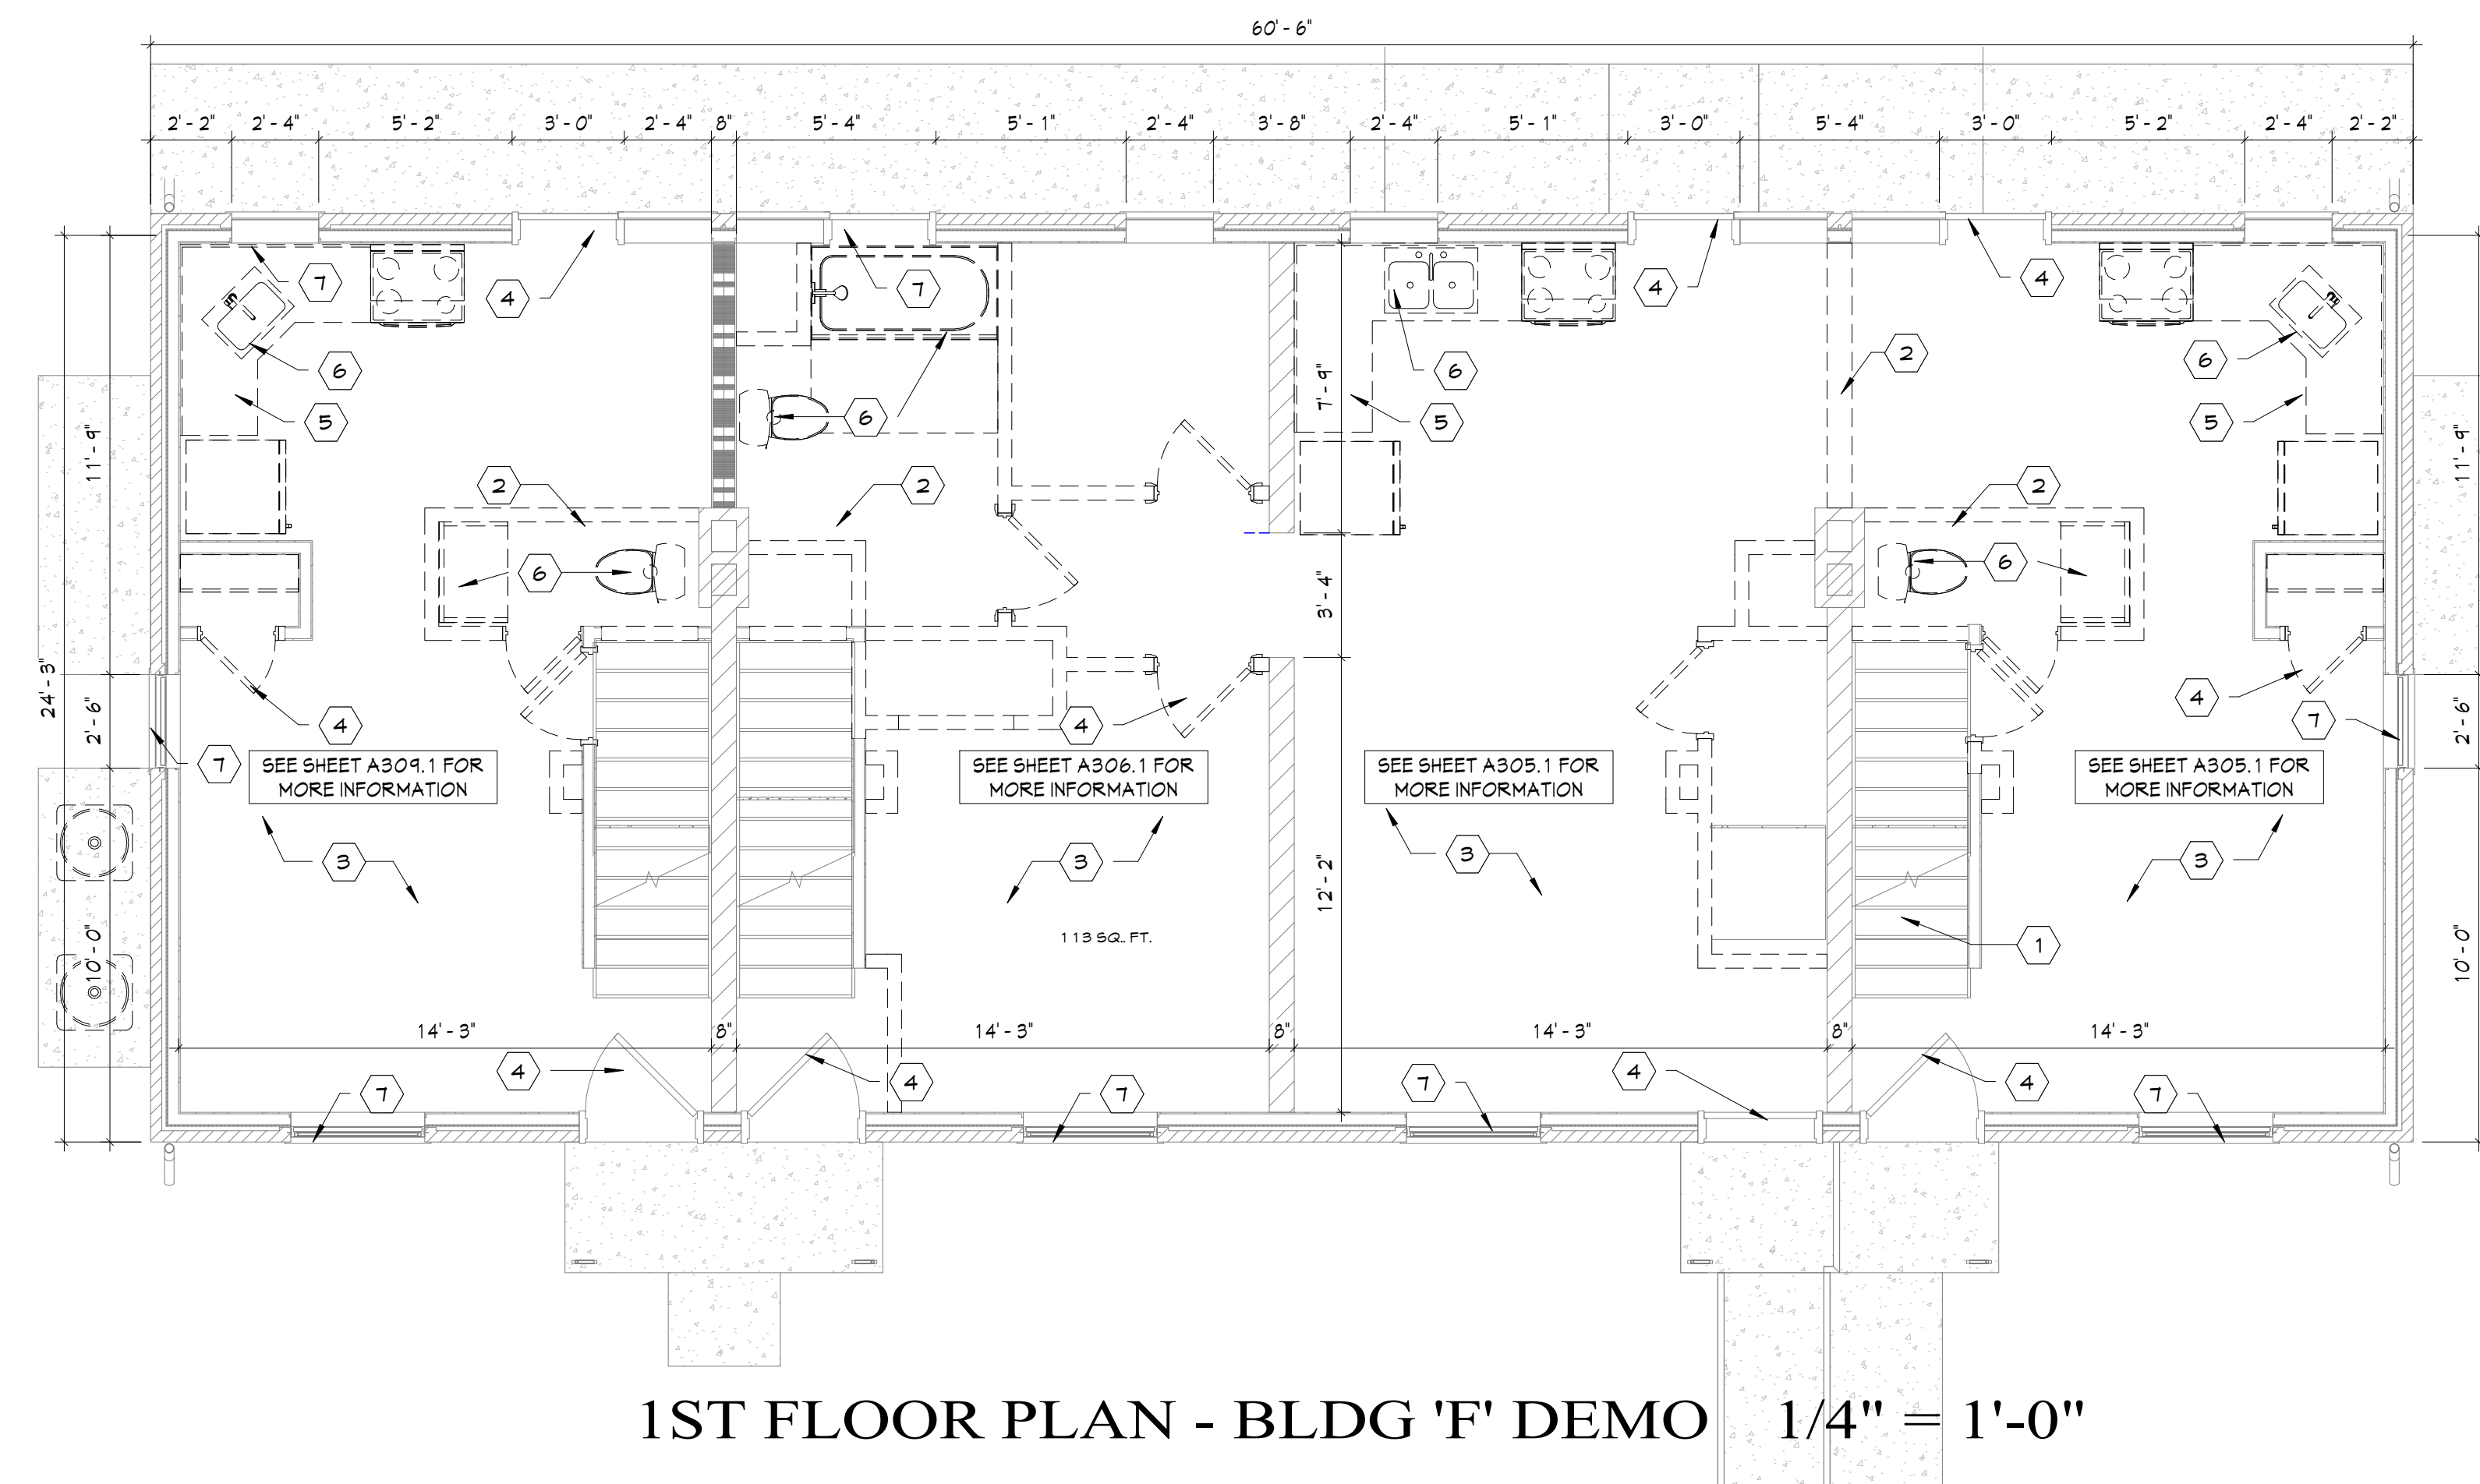 60'-6"
2'-2" 2'-4" 5'-2" 3'-0" 2'-4" 8" 5'-4" 5'-1" 2'-4" 3'-8" 2'-4" 5'-1" 3'-0" 5'-4" 3'-0" 5'-2" 2'-4" 2'-2"
7 4 7 4 4
6 6 2 6
5 6 5 5
7'-9"
11'-9" 11'-9"
2 2 2
6 6
3'-4"
24'-3"
2'-6" 2'-6"
4 4 4
7 7
SEE SHEET A309.1 FOR
MORE INFORMATION
SEE SHEET A306.1 FOR
MORE INFORMATION
SEE SHEET A305.1 FOR
MORE INFORMATION
SEE SHEET A305.1 FOR
MORE INFORMATION
3 3 3 3
12'-2"
113 SQ.. FT.
1
10'-0" 10'-0"
14'-3" 8" 14'-3" 8" 14'-3" 8" 14'-3"
4 4 4 4
7 7 7 7
1ST FLOOR PLAN - BLDG 'F' DEMO 1/4" = 1'-0"